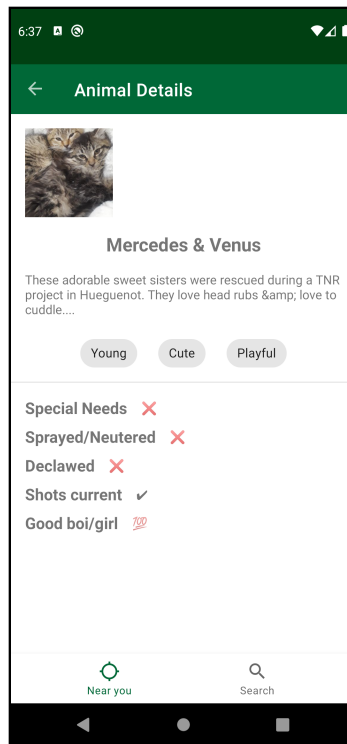 6:37
Animal Details
Mercedes & Venus
These adorable sweet sisters were rescued during a TNR
project in Hueguenot. They love head rubs &amp; love to
cuddle....
Young Cute Playful
Special Needs ❌
Sprayed/Neutered ❌
Declawed ❌
Shots current ✔
Good boi/girl 💯
Near you Search